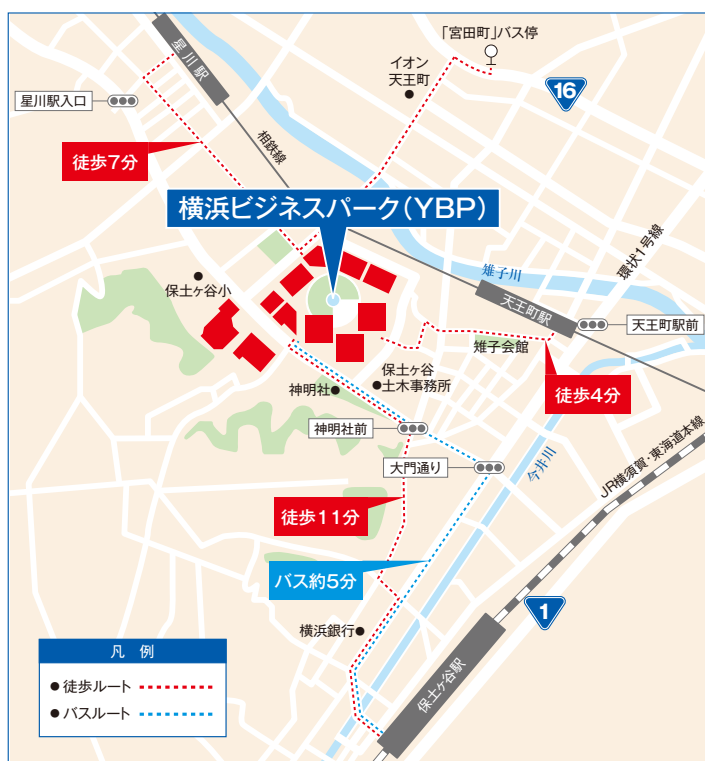 「宮田町」バス停
星川駅
イオン
天王町
16
星川駅入口
相鉄線
徒歩7分
横浜ビジネスパーク(YBP)
環状1号線
雉子川
保土ヶ谷小
天王町駅
天王町駅前
雉子会館
保土ヶ谷
土木事務所
徒歩4分
神明社
神明社前
大門通り
今井川
JR横須賀・東海道本線
徒歩11分
バス約5分
1
横浜銀行
保土ヶ谷駅
凡 例
●徒歩ルート
●バスルート